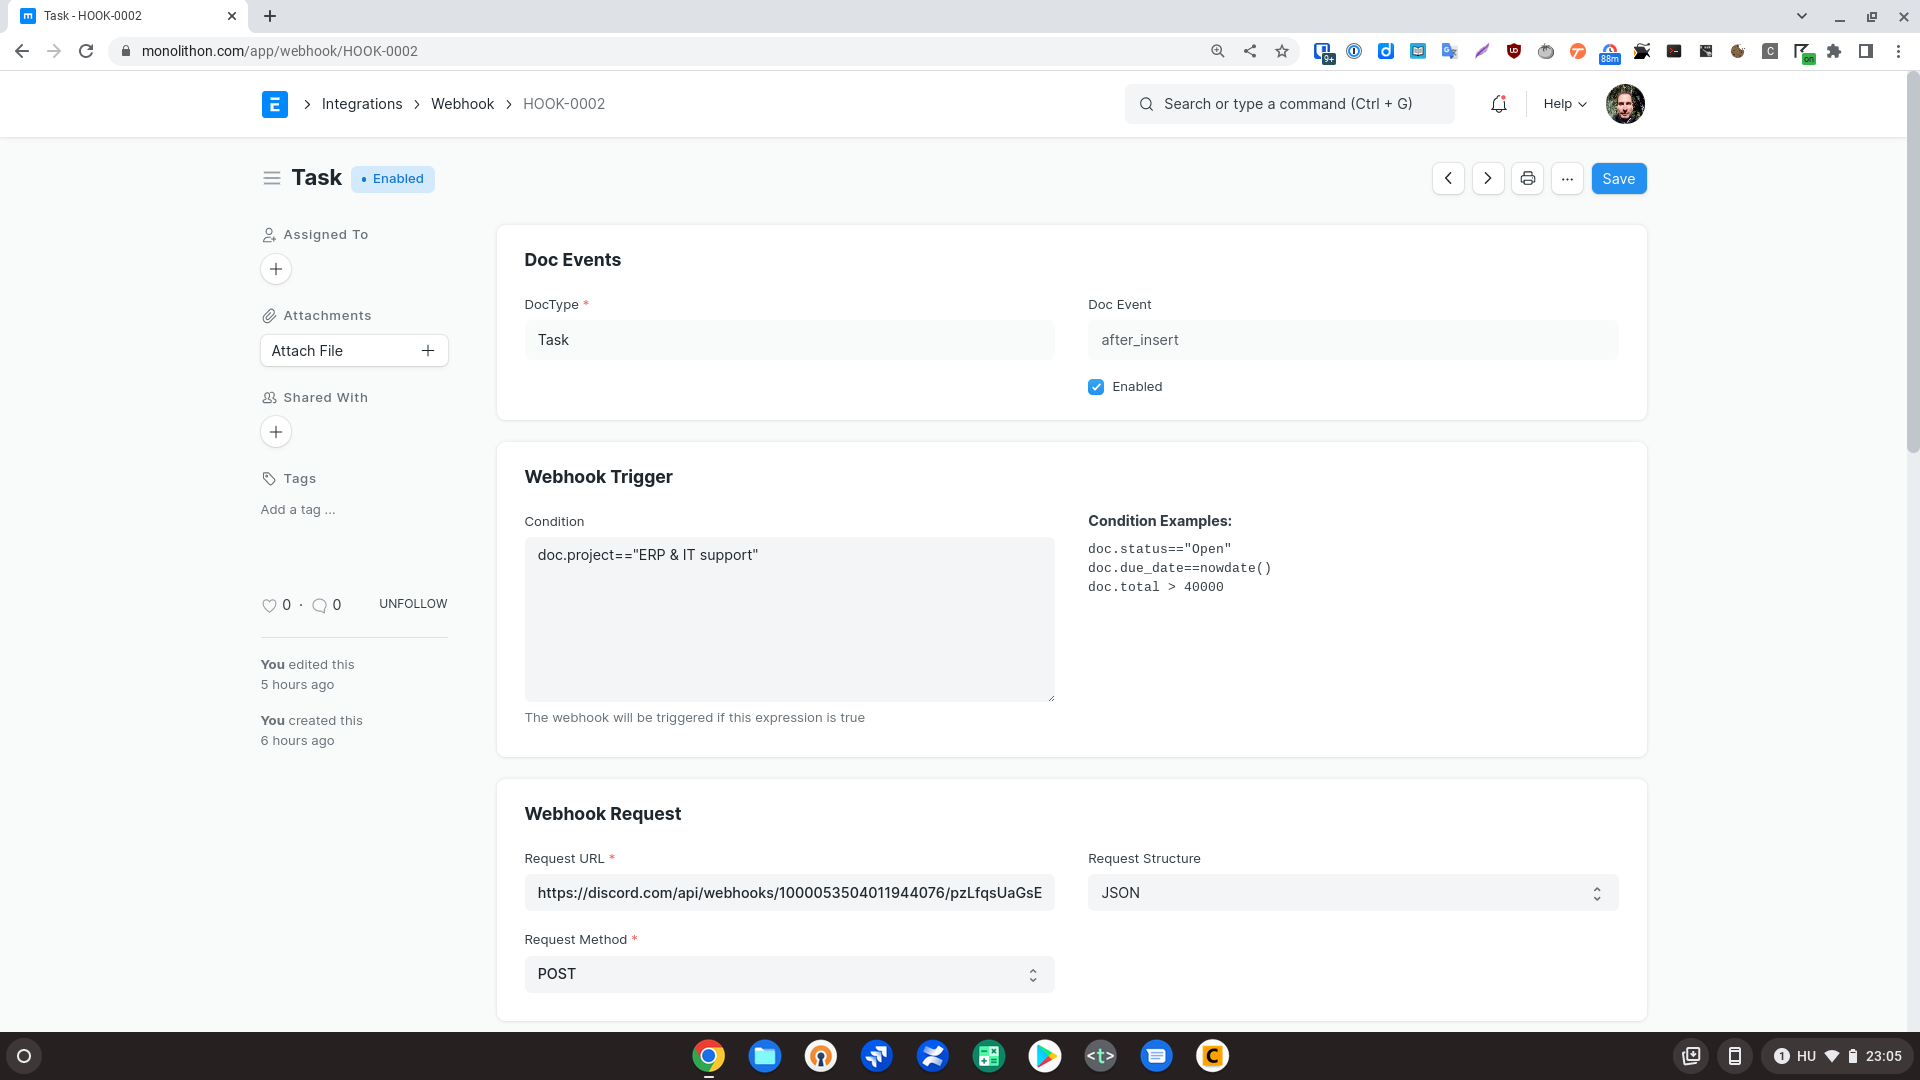 Task - HOOK-0002
monolithon.com/app/webhook/HOOK-0002
9+
88m
on
Integrations
Webhook
HOOK-0002
Search or type a command (Ctrl + G)
Help
Task
Enabled
Save
Assigned To
Attachments
Attach File
Shared With
Tags
Add a tag ...
0 · 0
UNFOLLOW
You edited this
5 hours ago
You created this
6 hours ago
Doc Events
DocType *
Task
Doc Event
after_insert
Enabled
Webhook Trigger
Condition
doc.project=="ERP & IT support"
The webhook will be triggered if this expression is true
Condition Examples:
doc.status=="Open"
doc.due_date==nowdate()
doc.total > 40000
Webhook Request
Request URL *
https://discord.com/api/webhooks/1000053504011944076/pzLfqsUaGsE
Request Structure
JSON
Request Method *
POST
<t>
C
1 HU 23:05